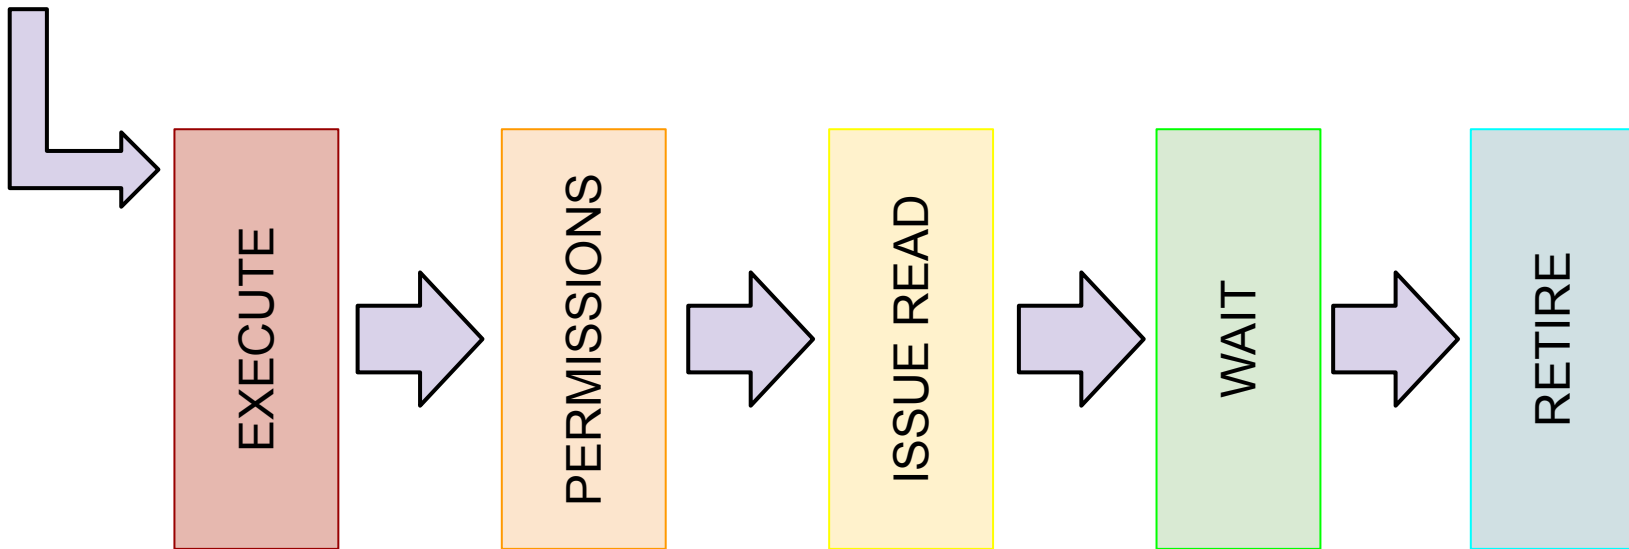 EXECUTE
PERMISSIONS
ISSUE READ
WAIT
RETIRE